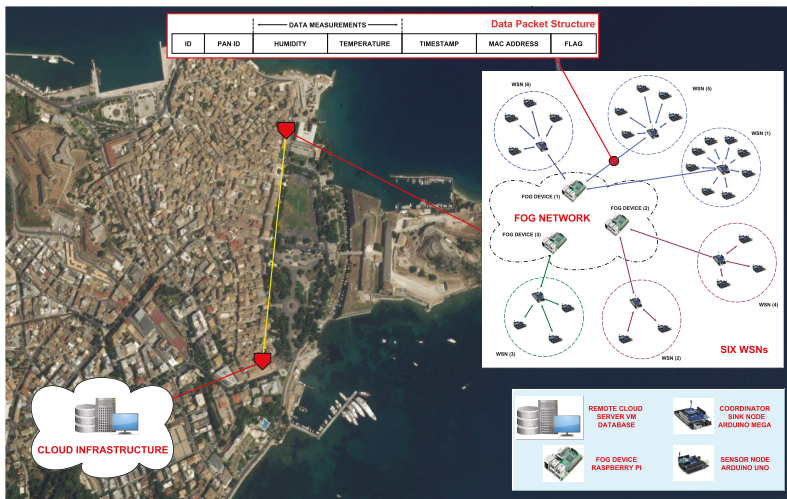 Data Packet Structure
DATA MEASUREMENTS
ID PAN ID HUMIDITY TEMPERATURE TIMESTAMP MAC ADDRESS FLAG
WSN (6)
WSN (5)
WSN (1)
FOG DEVICE (1)
FOG DEVICE (2)
FOG NETWORK
FOG DEVICE (3)
WSN (4)
WSN (3)
WSN (2)
SIX WSNs
CLOUD INFRASTRUCTURE
REMOTE CLOUD
SERVER VM
DATABASE
COORDINATOR
SINK NODE
ARDUINO MEGA
FOG DEVICE
RASPBERRY PI
SENSOR NODE
ARDUINO UNO